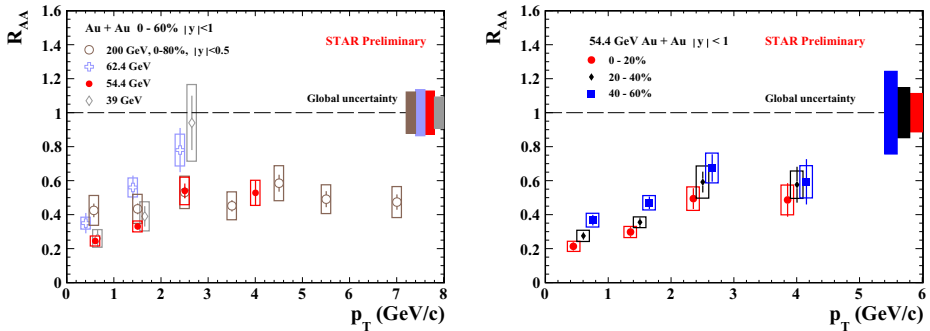 R_AA
1.6
1.4
1.2
1
0.8
0.6
0.4
0.2
0
Au + Au 0 - 60% |y|<1
200 GeV, 0-80%, |y|<0.5
62.4 GeV
54.4 GeV
39 GeV
STAR Preliminary
Global uncertainty
0 1 2 3 4 5 6 7 8
p_T (GeV/c)
R_AA
1.6
1.4
1.2
1
0.8
0.6
0.4
0.2
0
54.4 GeV Au + Au |y| < 1
0 - 20%
20 - 40%
40 - 60%
STAR Preliminary
Global uncertainty
0 1 2 3 4 5 6
p_T (GeV/c)